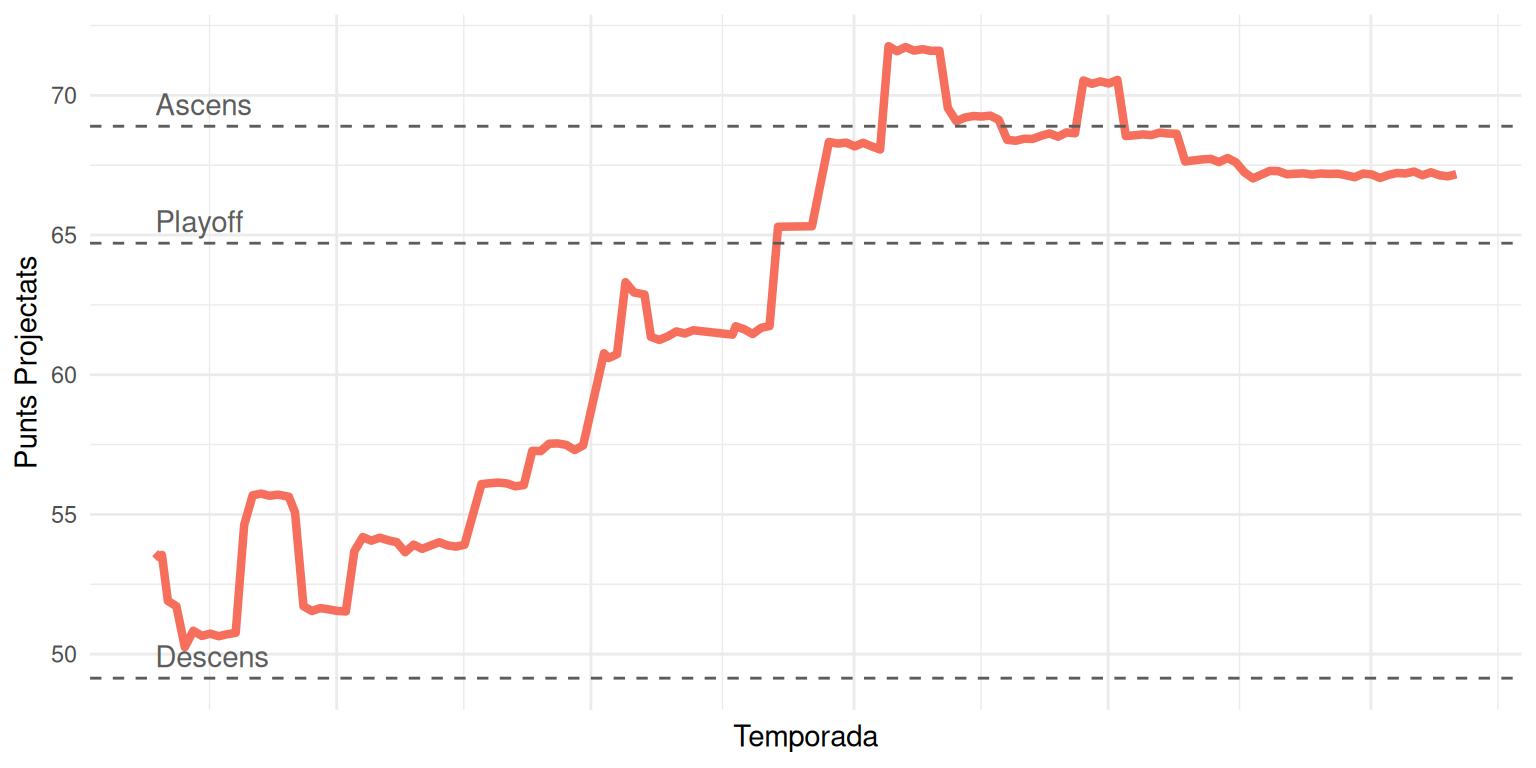 70
Ascens
Playoff
65
60
55
Descens
50
Punts Projectats
Temporada